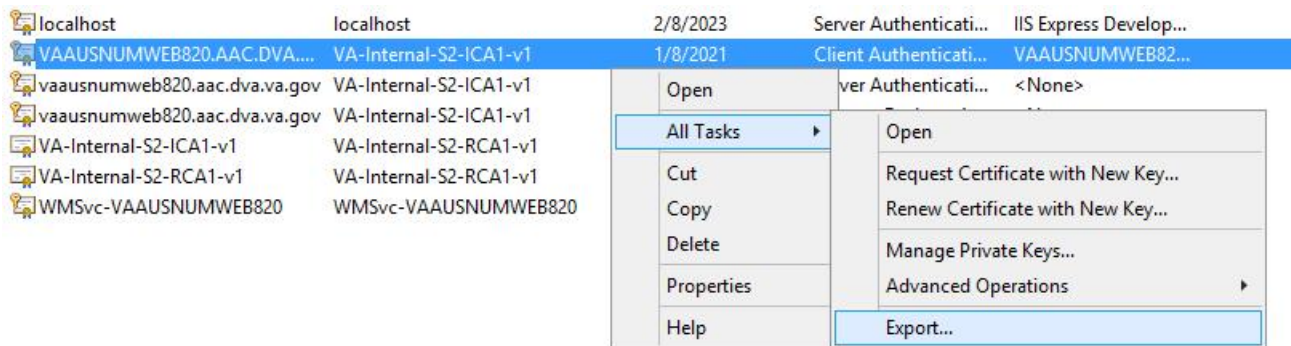 localhost localhost 2/8/2023 Server Authenticati... IIS Express Develop...
VAAUSNUMWEB820.AAC.DVA.... VA-Internal-S2-ICA1-v1 1/8/2021 Client Authenticati... VAAUSNUMWEB82...
vaausnumweb820.aac.dva.va.gov VA-Internal-S2-ICA1-v1 ver Authenticati... <None>
vaausnumweb820.aac.dva.va.gov VA-Internal-S2-ICA1-v1
VA-Internal-S2-ICA1-v1 VA-Internal-S2-RCA1-v1
VA-Internal-S2-RCA1-v1 VA-Internal-S2-RCA1-v1
WMSvc-VAAUSNUMWEB820 WMSvc-VAAUSNUMWEB820
Open
All Tasks
Cut
Copy
Delete
Properties
Help
Open
Request Certificate with New Key...
Renew Certificate with New Key...
Manage Private Keys...
Advanced Operations
Export...